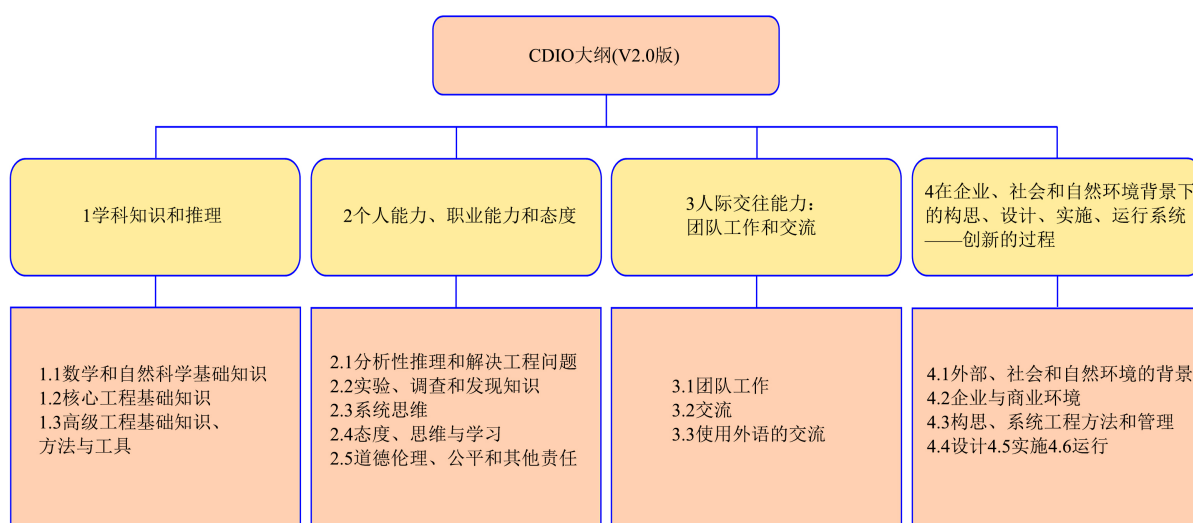 CDIO大纲(V2.0版)
1学科知识和推理
2个人能力、职业能力和态度
3人际交往能力：
团队工作和交流
4在企业、社会和自然环境背景下
的构思、设计、实施、运行系统
——创新的过程
1.1数学和自然科学基础知识
1.2核心工程基础知识
1.3高级工程基础知识、
方法与工具
2.1分析性推理和解决工程问题
2.2实验、调查和发现知识
2.3系统思维
2.4态度、思维与学习
2.5道德伦理、公平和其他责任
3.1团队工作
3.2交流
3.3使用外语的交流
4.1外部、社会和自然环境的背景
4.2企业与商业环境
4.3构思、系统工程方法和管理
4.4设计4.5实施4.6运行